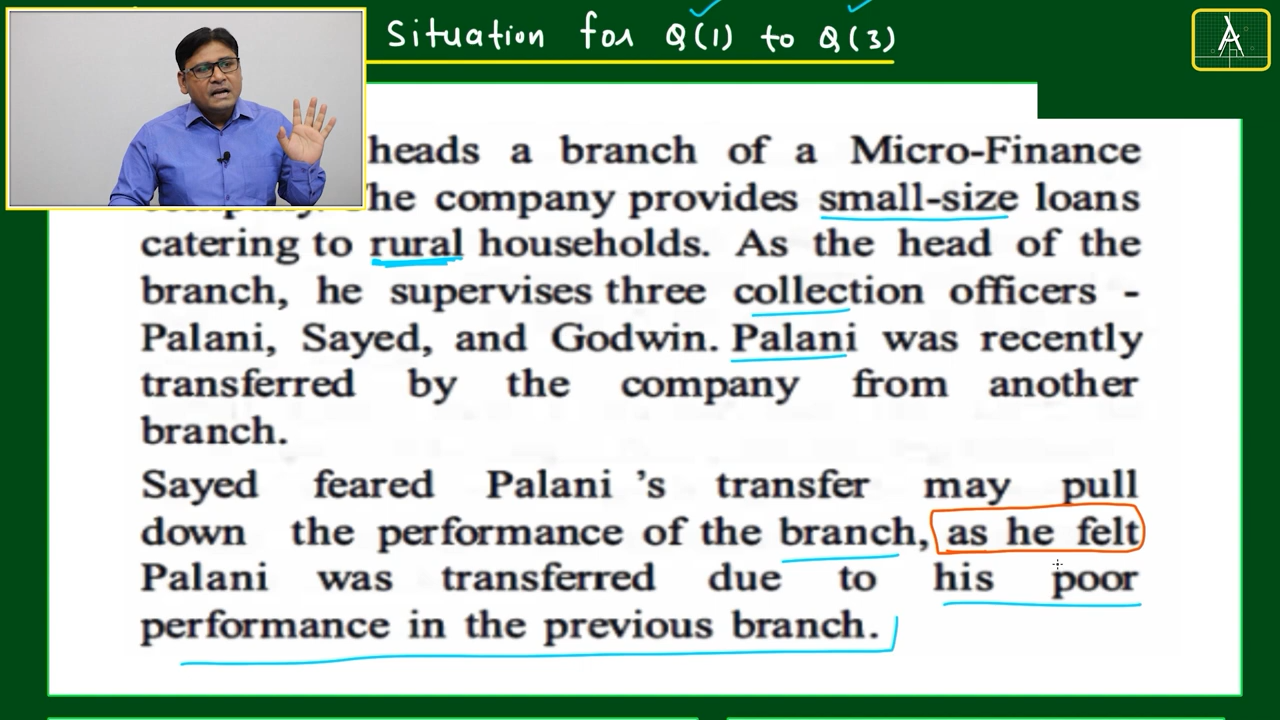 Situation for Q(1) to Q(3)
heads a branch of a Micro-Finance
company. The company provides small-size loans
catering to rural households. As the head of the
branch, he supervises three collection officers -
Palani, Sayed, and Godwin. Palani was recently
transferred by the company from another
branch.
Sayed feared Palani 's transfer may pull
down the performance of the branch, as he felt
Palani was transferred due to his poor
performance in the previous branch.